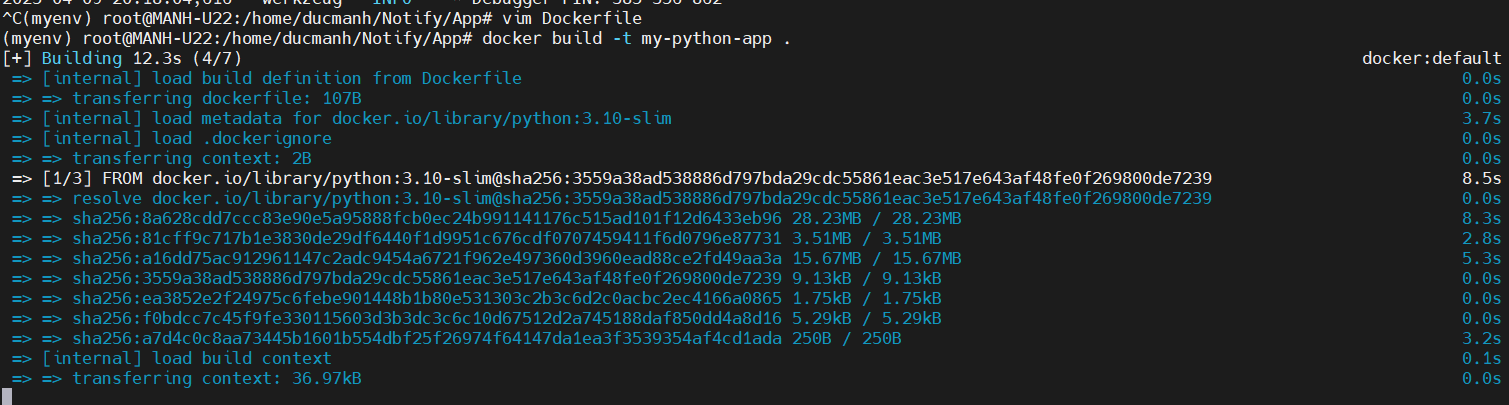 ^C(myenv) root@MANH-U22:/home/ducmanh/Notify/App# vim Dockerfile
(myenv) root@MANH-U22:/home/ducmanh/Notify/App# docker build -t my-python-app .
[+] Building 12.3s (4/7) docker:default
=> [internal] load build definition from Dockerfile 0.0s
=> => transferring dockerfile: 107B 0.0s
=> [internal] load metadata for docker.io/library/python:3.10-slim 3.7s
=> [internal] load .dockerignore 0.0s
=> => transferring context: 2B 0.0s
=> [1/3] FROM docker.io/library/python:3.10-slim@sha256:3559a38ad538886d797bda29cdc55861eac3e517e643af48fe0f269800de7239 8.5s
=> => resolve docker.io/library/python:3.10-slim@sha256:3559a38ad538886d797bda29cdc55861eac3e517e643af48fe0f269800de7239 0.0s
=> => sha256:8a628cdd7ccc83e90e5a95888fcb0ec24b991141176c515ad101f12d6433eb96 28.23MB / 28.23MB 8.3s
=> => sha256:81cff9c717b1e3830de29df6440f1d9951c676cdf0707459411f6d0796e87731 3.51MB / 3.51MB 2.8s
=> => sha256:a16dd75ac912961147c2adc9454a6721f962e497360d3960ead88ce2fd49aa3a 15.67MB / 15.67MB 5.3s
=> => sha256:3559a38ad538886d797bda29cdc55861eac3e517e643af48fe0f269800de7239 9.13kB / 9.13kB 0.0s
=> => sha256:ea3852e2f24975c6febe901448b1b80e531303c2b3c6d2c0acbc2ec4166a0865 1.75kB / 1.75kB 0.0s
=> => sha256:f0bdcc7c45f9fe330115603d3b3dc3c6c10d67512d2a745188daf850dd4a8d16 5.29kB / 5.29kB 0.0s
=> => sha256:a7d4c0c8aa73445b1601b554dbf25f26974f64147da1ea3f3539354af4cd1ada 250B / 250B 3.2s
=> [internal] load build context 0.1s
=> => transferring context: 36.97kB 0.0s